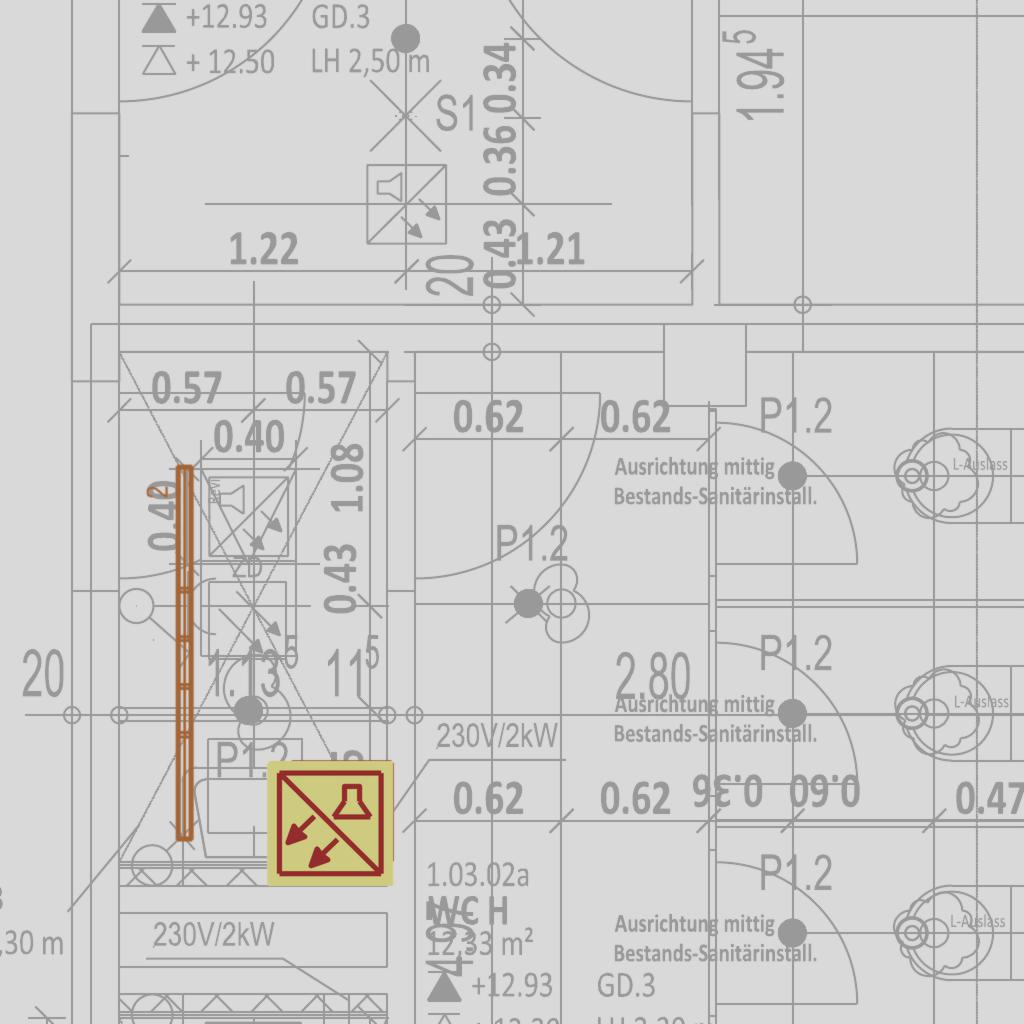 +12.93 GD.3
+ 12.50 LH 2,50 m
S1
0.34
0.36
0.43
1.94 5
1.22
1.21
20
0.57
0.57
0.40
1.08
0.40 2
Revi
ZD
0.43
0.62
0.62
P1.2
Ausrichtung mittig
Bestands-Sanitärinstall.
L-Auslass
P1.2
20
1.13 5
11 5
2.80
P1.2
Ausrichtung mittig
Bestands-Sanitärinstall.
L-Auslass
P1.2
230V/2kW
0.62
0.62
0.36
0.60
0.47
P1.2
1.03.02a
WC H
12,33 m²
Ausrichtung mittig
Bestands-Sanitärinstall.
L-Auslass
,30 m
230V/2kW
+12.93 GD.3